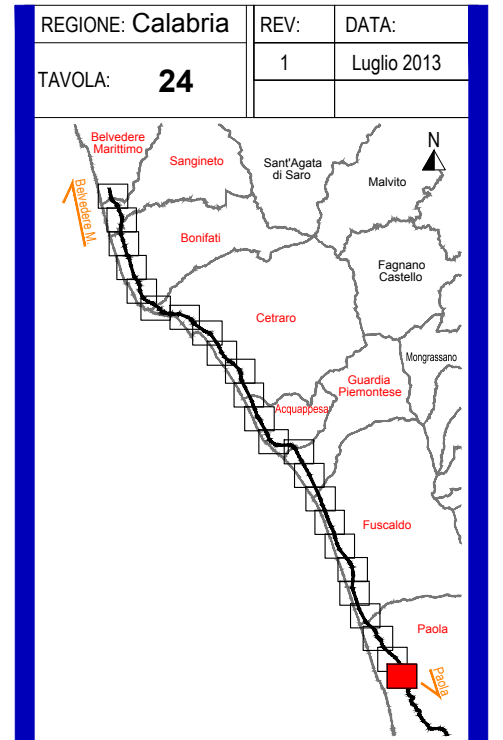 REGIONE: Calabria
REV:
DATA:
TAVOLA: 24
1
Luglio 2013
Belvedere
Marittimo
Sangineto
Sant'Agata
di Saro
Malvito
N
Belvedere M.
Bonifati
Fagnano
Castello
Cetraro
Mongrassano
Guardia
Piemontese
Acquappesa
Fuscaldo
Paola
Paola